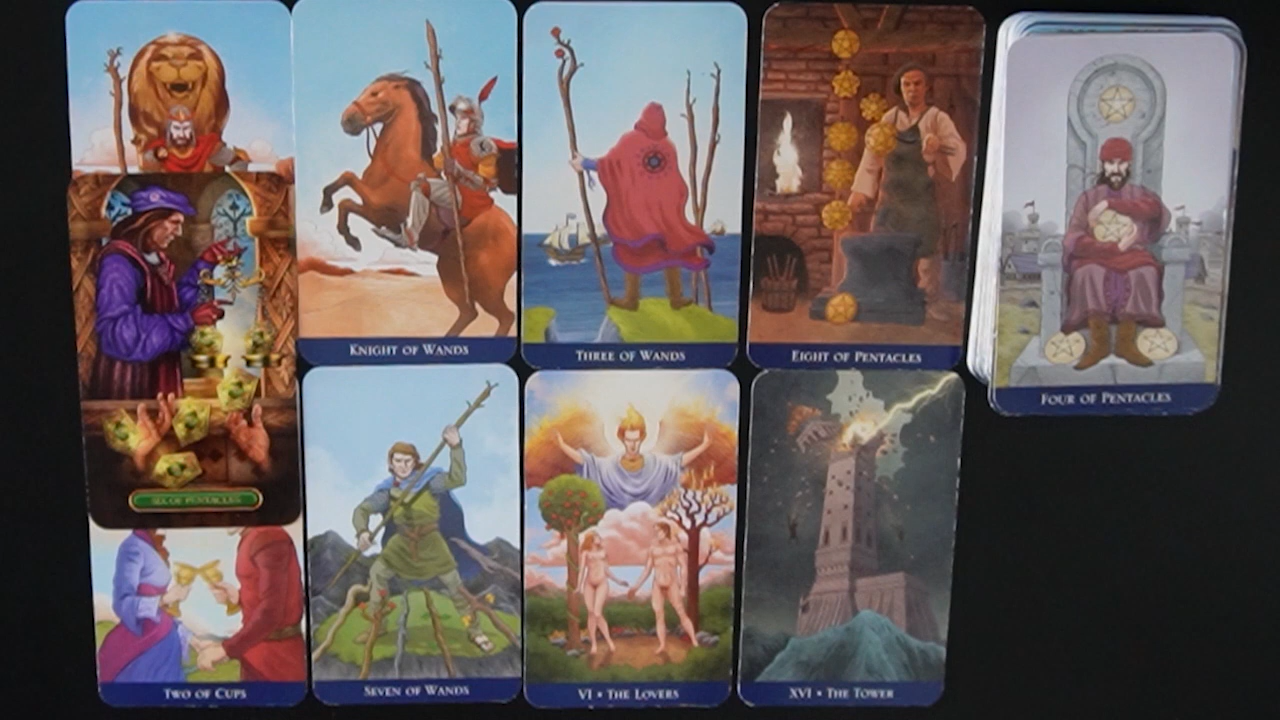 KNIGHT OF WANDS
THREE OF WANDS
EIGHT OF PENTACLES
FOUR OF PENTACLES
SIX OF PENTACLES
TWO OF CUPS
SEVEN OF WANDS
VI • THE LOVERS
XVI • THE TOWER